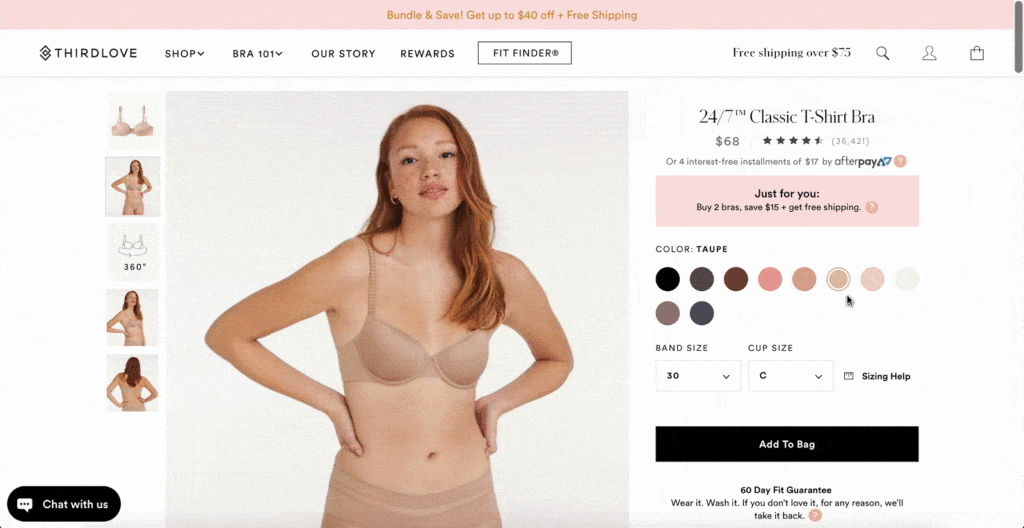 Bundle & Save! Get up to $40 off + Free Shipping
THIRDLOVE
SHOP
BRA 101
OUR STORY
REWARDS
FIT FINDER®
Free shipping over $75
24/7™ Classic T-Shirt Bra
$68
(36,421)
Or 4 interest-free installments of $17 by afterpay
?
Just for you:
Buy 2 bras, save $15 + get free shipping. ?
360°
COLOR: TAUPE
BAND SIZE
CUP SIZE
30
C
Sizing Help
Add To Bag
60 Day Fit Guarantee
Wear it. Wash it. If you don't love it, for any reason, we'll
take it back. ?
Chat with us